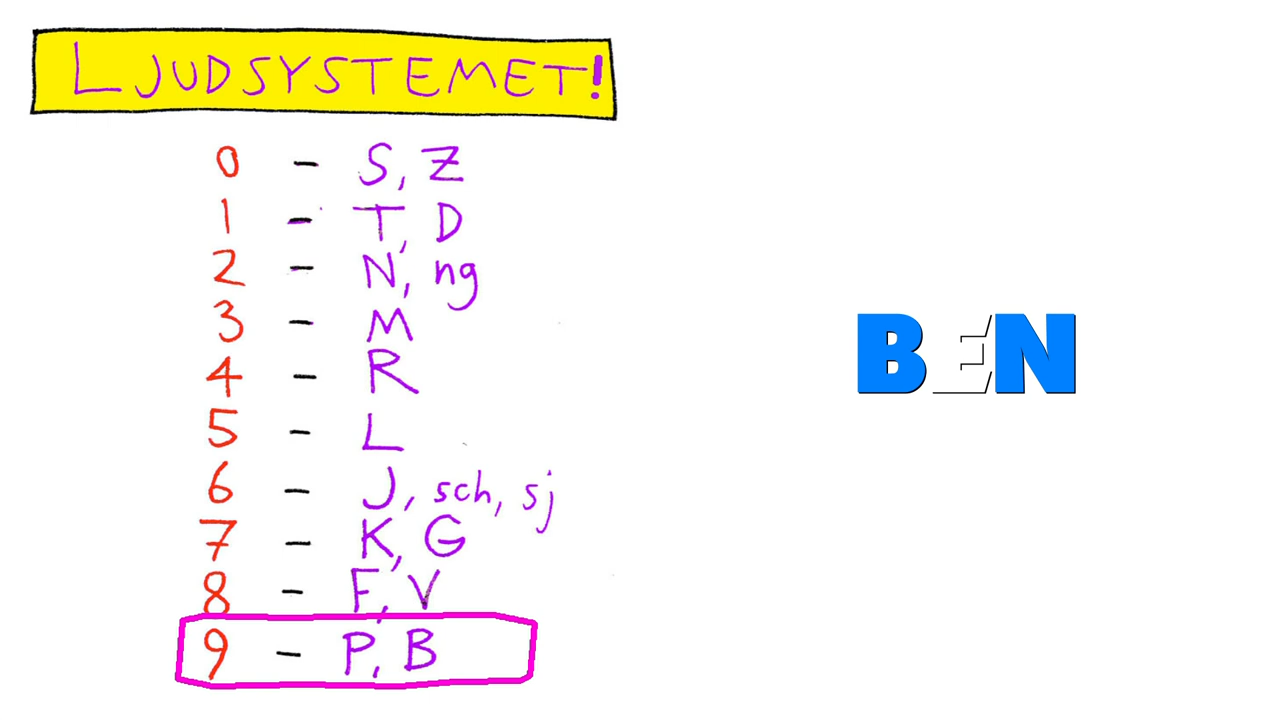 LJUDSYSTEMET!
0 - S, Z
1 - T, D
2 - N, ng
3 - M
4 - R
5 - L
6 - J, sch, sj
7 - K, G
8 - F, V
9 - P, B
BEN